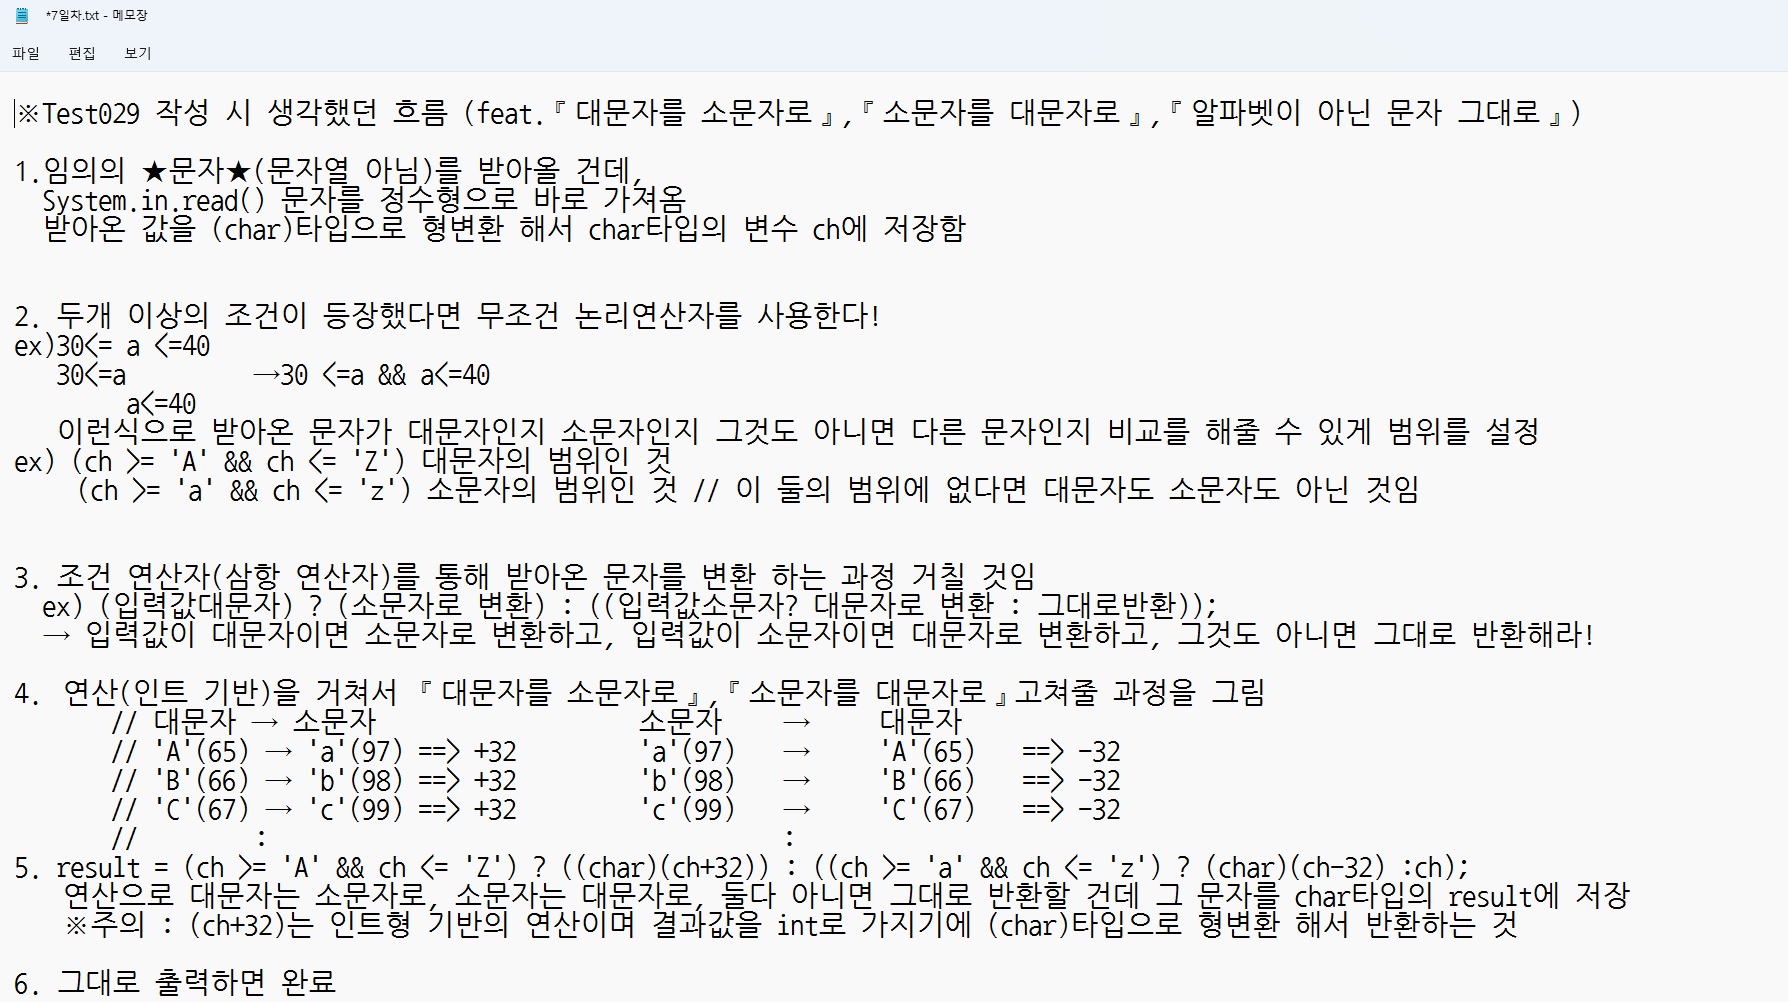 *7일차.txt - 메모장
파일 편집 보기
※Test029 작성 시 생각했던 흐름 (feat.『대문자를 소문자로』,『소문자를 대문자로』,『알파벳이 아닌 문자 그대로』)
1.임의의 ★문자★(문자열 아님)를 받아올 건데,
System.in.read() 문자를 정수형으로 바로 가져옴
받아온 값을 (char)타입으로 형변환 해서 char타입의 변수 ch에 저장함
2. 두개 이상의 조건이 등장했다면 무조건 논리연산자를 사용한다!
ex)30<= a <=40
30<=a →30 <=a && a<=40
a<=40
이런식으로 받아온 문자가 대문자인지 소문자인지 그것도 아니면 다른 문자인지 비교를 해줄 수 있게 범위를 설정
ex) (ch >= 'A' && ch <= 'Z') 대문자의 범위인 것
(ch >= 'a' && ch <= 'z') 소문자의 범위인 것 // 이 둘의 범위에 없다면 대문자도 소문자도 아닌 것임
3. 조건 연산자(삼항 연산자)를 통해 받아온 문자를 변환 하는 과정 거칠 것임
ex) (입력값대문자) ? (소문자로 변환) : ((입력값소문자? 대문자로 변환 : 그대로반환));
→ 입력값이 대문자이면 소문자로 변환하고, 입력값이 소문자이면 대문자로 변환하고, 그것도 아니면 그대로 반환해라!
4. 연산(인트 기반)을 거쳐서 『대문자를 소문자로』,『소문자를 대문자로』고쳐줄 과정을 그림
// 대문자 → 소문자 소문자 → 대문자
// 'A'(65) → 'a'(97) ==> +32 'a'(97) → 'A'(65) ==> -32
// 'B'(66) → 'b'(98) ==> +32 'b'(98) → 'B'(66) ==> -32
// 'C'(67) → 'c'(99) ==> +32 'c'(99) → 'C'(67) ==> -32
// : :
5. result = (ch >= 'A' && ch <= 'Z') ? ((char)(ch+32)) : ((ch >= 'a' && ch <= 'z') ? (char)(ch-32) :ch);
연산으로 대문자는 소문자로, 소문자는 대문자로, 둘다 아니면 그대로 반환할 건데 그 문자를 char타입의 result에 저장
※주의 : (ch+32)는 인트형 기반의 연산이며 결과값을 int로 가지기에 (char)타입으로 형변환 해서 반환하는 것
6. 그대로 출력하면 완료